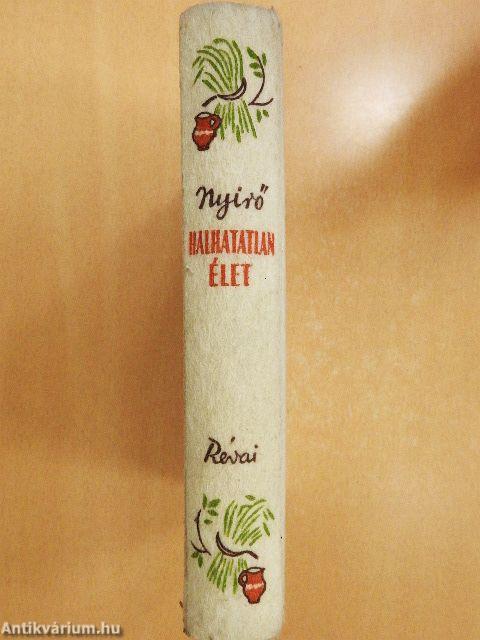 Nyirő
HALHATATLAN
ÉLET
Révai
Antikvárium.hu